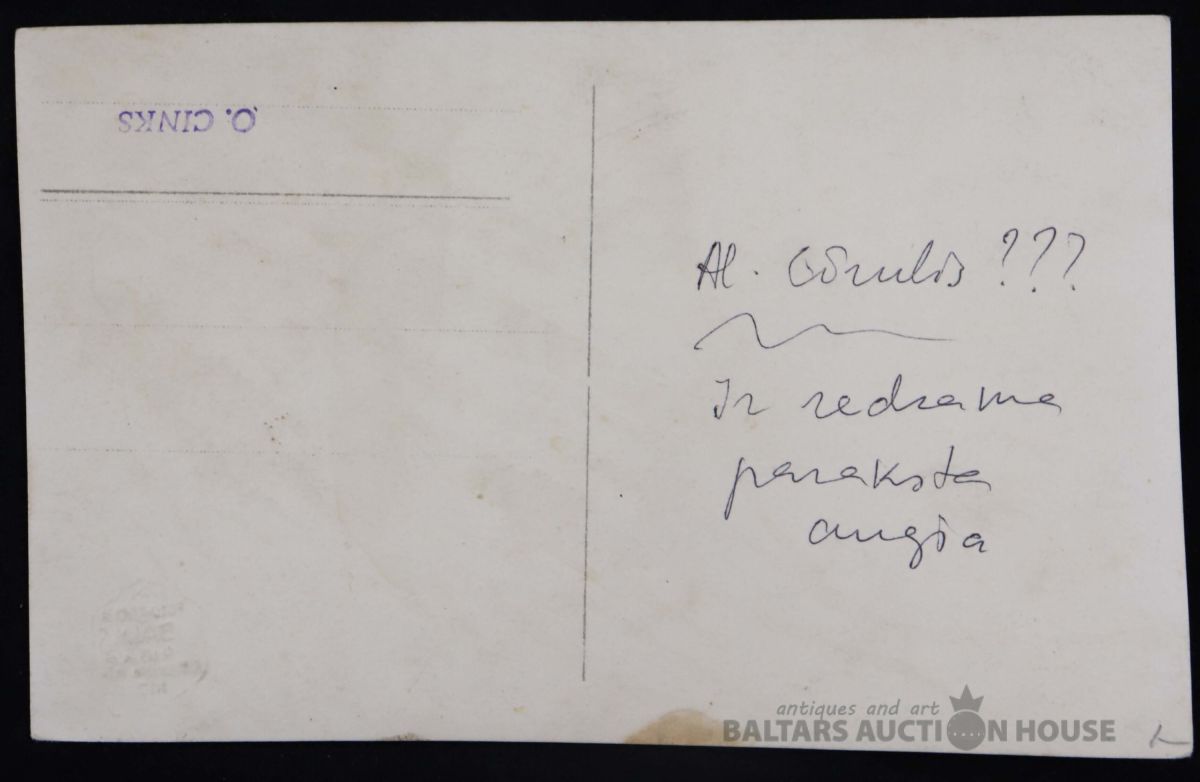 O. CINKS
Al. ???
Ir redzama
paraksta
augša
antiques and art
BALTARS AUCTION HOUSE